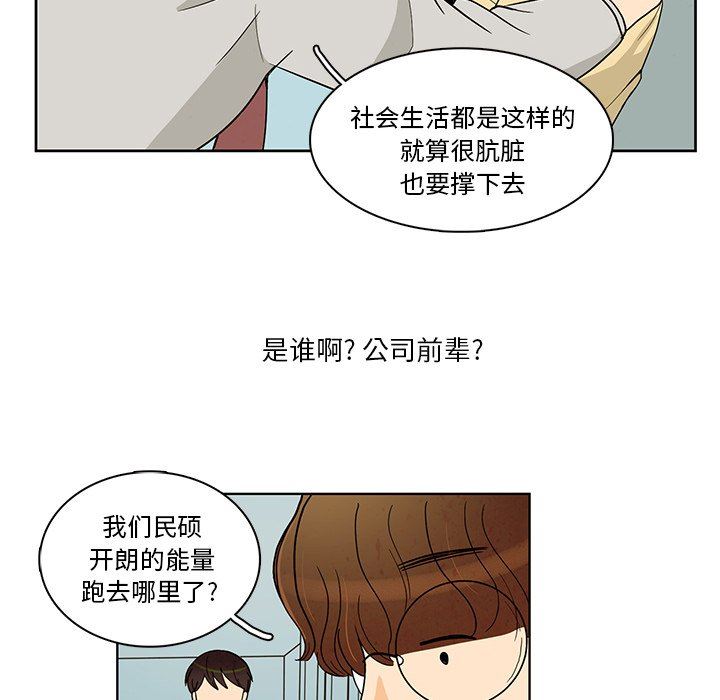 社会生活都是这样的
就算很肮脏
也要撑下去
是谁啊? 公司前辈?
我们民硕
开朗的能量
跑去哪里了?